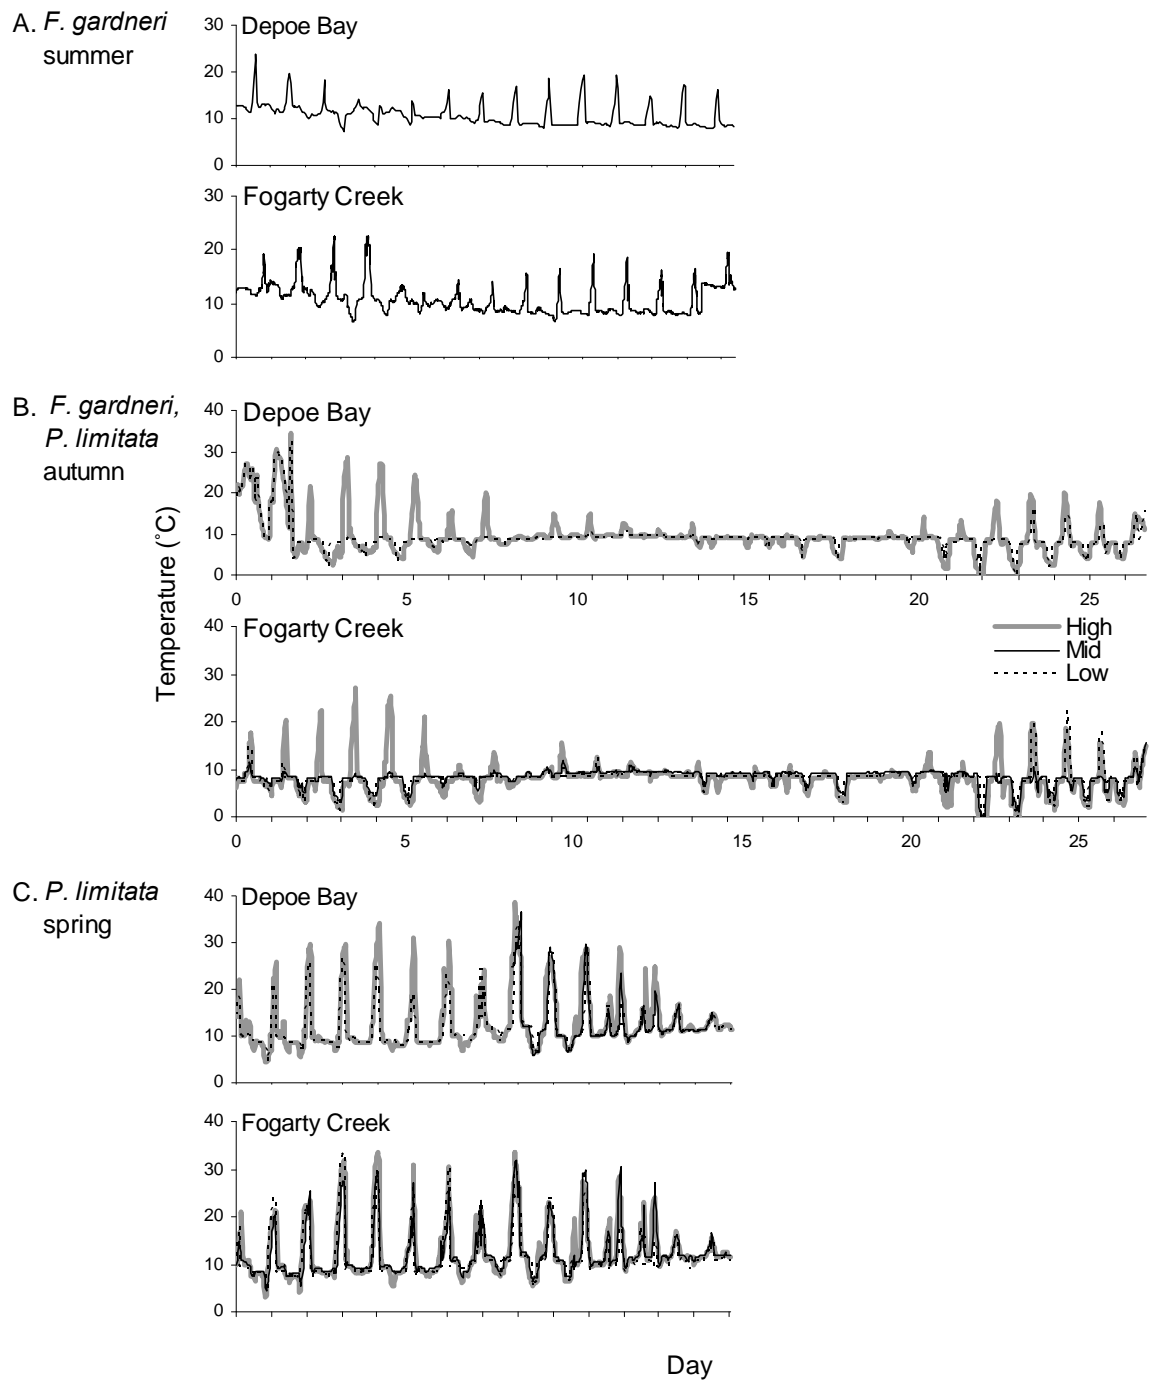 A. F. gardneri
summer
Depoe Bay
30
20
10
0
Fogarty Creek
30
20
10
0
B. F. gardneri,
P. limitata
autumn
Depoe Bay
40
30
20
10
0
0 5 10 15 20 25
Temperature (˚C)
Fogarty Creek
40
30
20
10
0
0 5 10 15 20 25
High
Mid
Low
C. P. limitata
spring
Depoe Bay
40
30
20
10
0
Fogarty Creek
40
30
20
10
0
Day